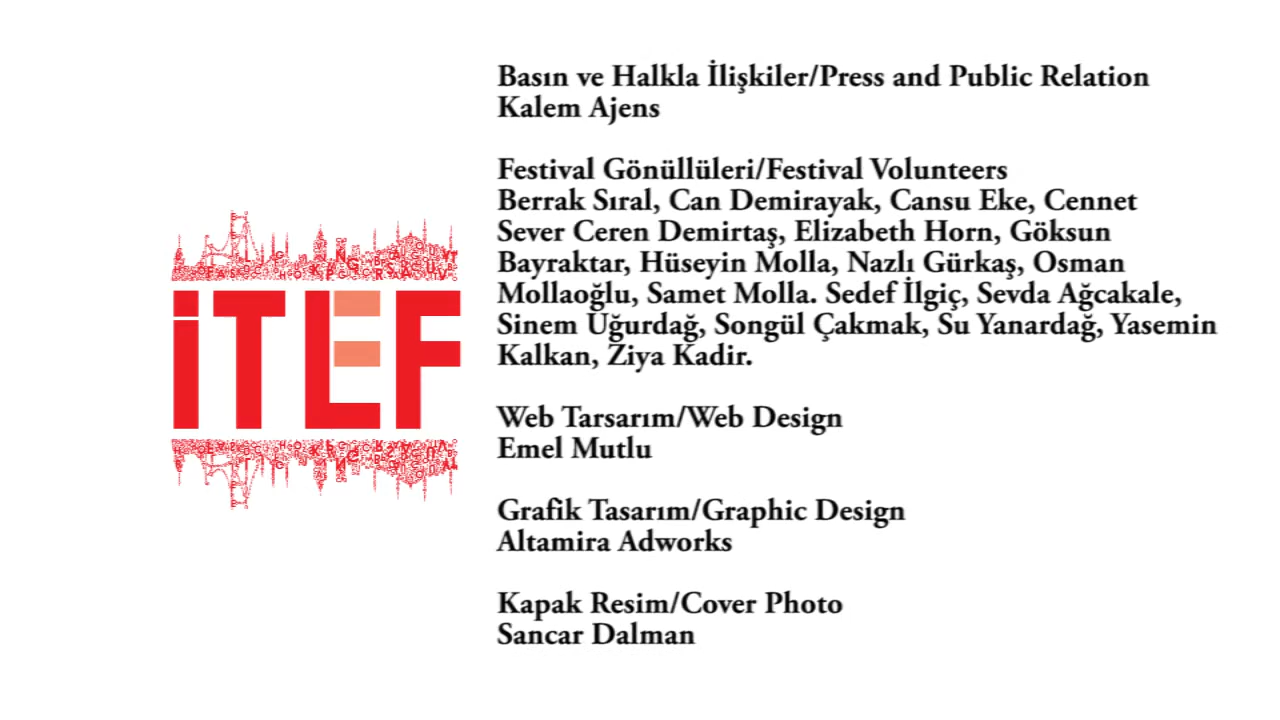 Basın ve Halkla İlişkiler/Press and Public Relation
Kalem Ajens
Festival Gönüllüleri/Festival Volunteers
Berrak Sıral, Can Demirayak, Cansu Eke, Cennet
Sever Ceren Demirtaş, Elizabeth Horn, Göksun
Bayraktar, Hüseyin Molla, Nazlı Gürkaş, Osman
Mollaoğlu, Samet Molla. Sedef İlgiç, Sevda Ağcakale,
Sinem Uğurdağ, Songül Çakmak, Su Yanardağ, Yasemin
Kalkan, Ziya Kadir.
Web Tarsarım/Web Design
Emel Mutlu
Grafik Tasarım/Graphic Design
Altamira Adworks
Kapak Resim/Cover Photo
Sancar Dalman
iTEF